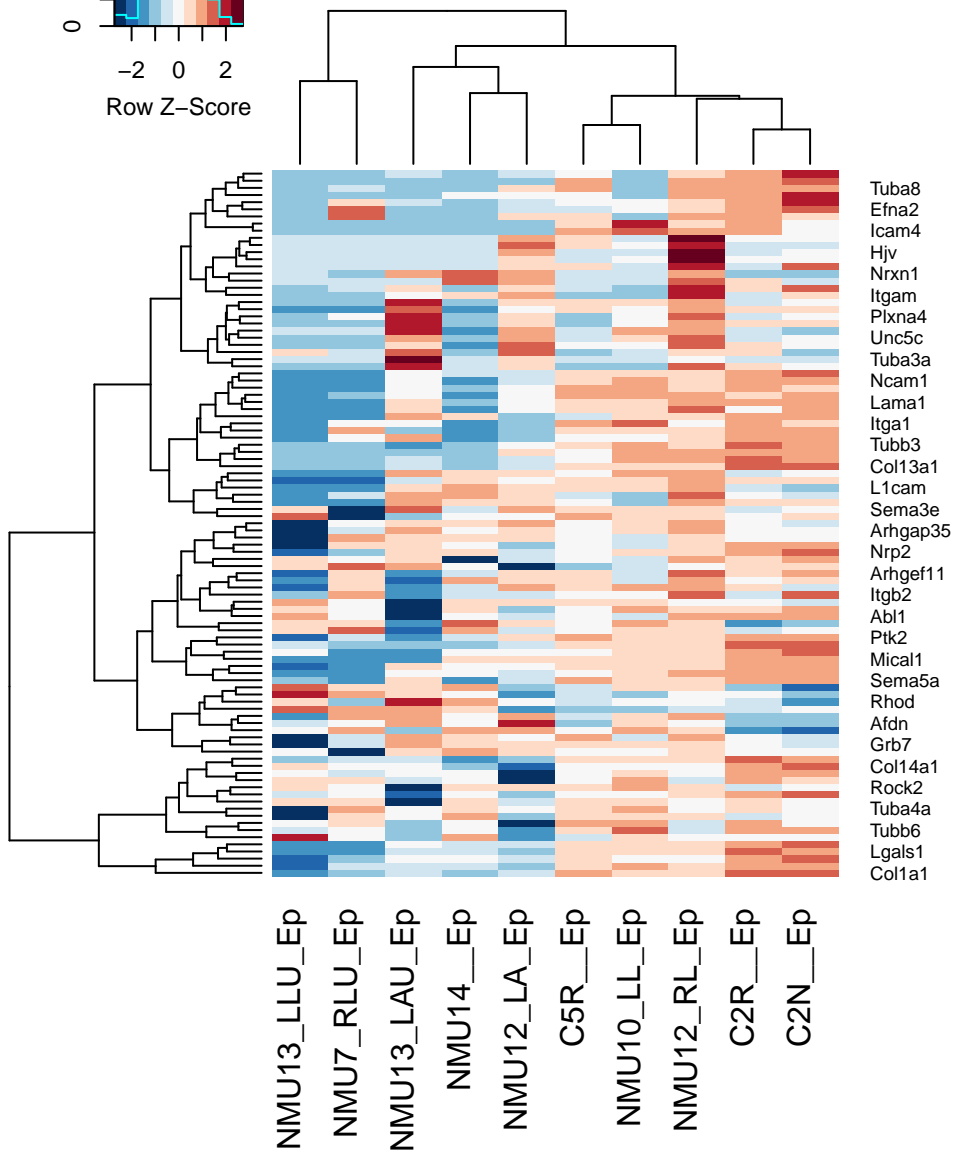 0
−2 0 2
Row Z−Score
Tuba8
Efna2
Icam4
Hjv
Nrxn1
Itgam
Plxna4
Unc5c
Tuba3a
Ncam1
Lama1
Itga1
Tubb3
Col13a1
L1cam
Sema3e
Arhgap35
Nrp2
Arhgef11
Itgb2
Abl1
Ptk2
Mical1
Sema5a
Rhod
Afdn
Grb7
Col14a1
Rock2
Tuba4a
Tubb6
Lgals1
Col1a1
NMU13_LLU_Ep
NMU7_RLU_Ep
NMU13_LAU_Ep
NMU14__Ep
NMU12_LA_Ep
C5R__Ep
NMU10_LL_Ep
NMU12_RL_Ep
C2R__Ep
C2N__Ep